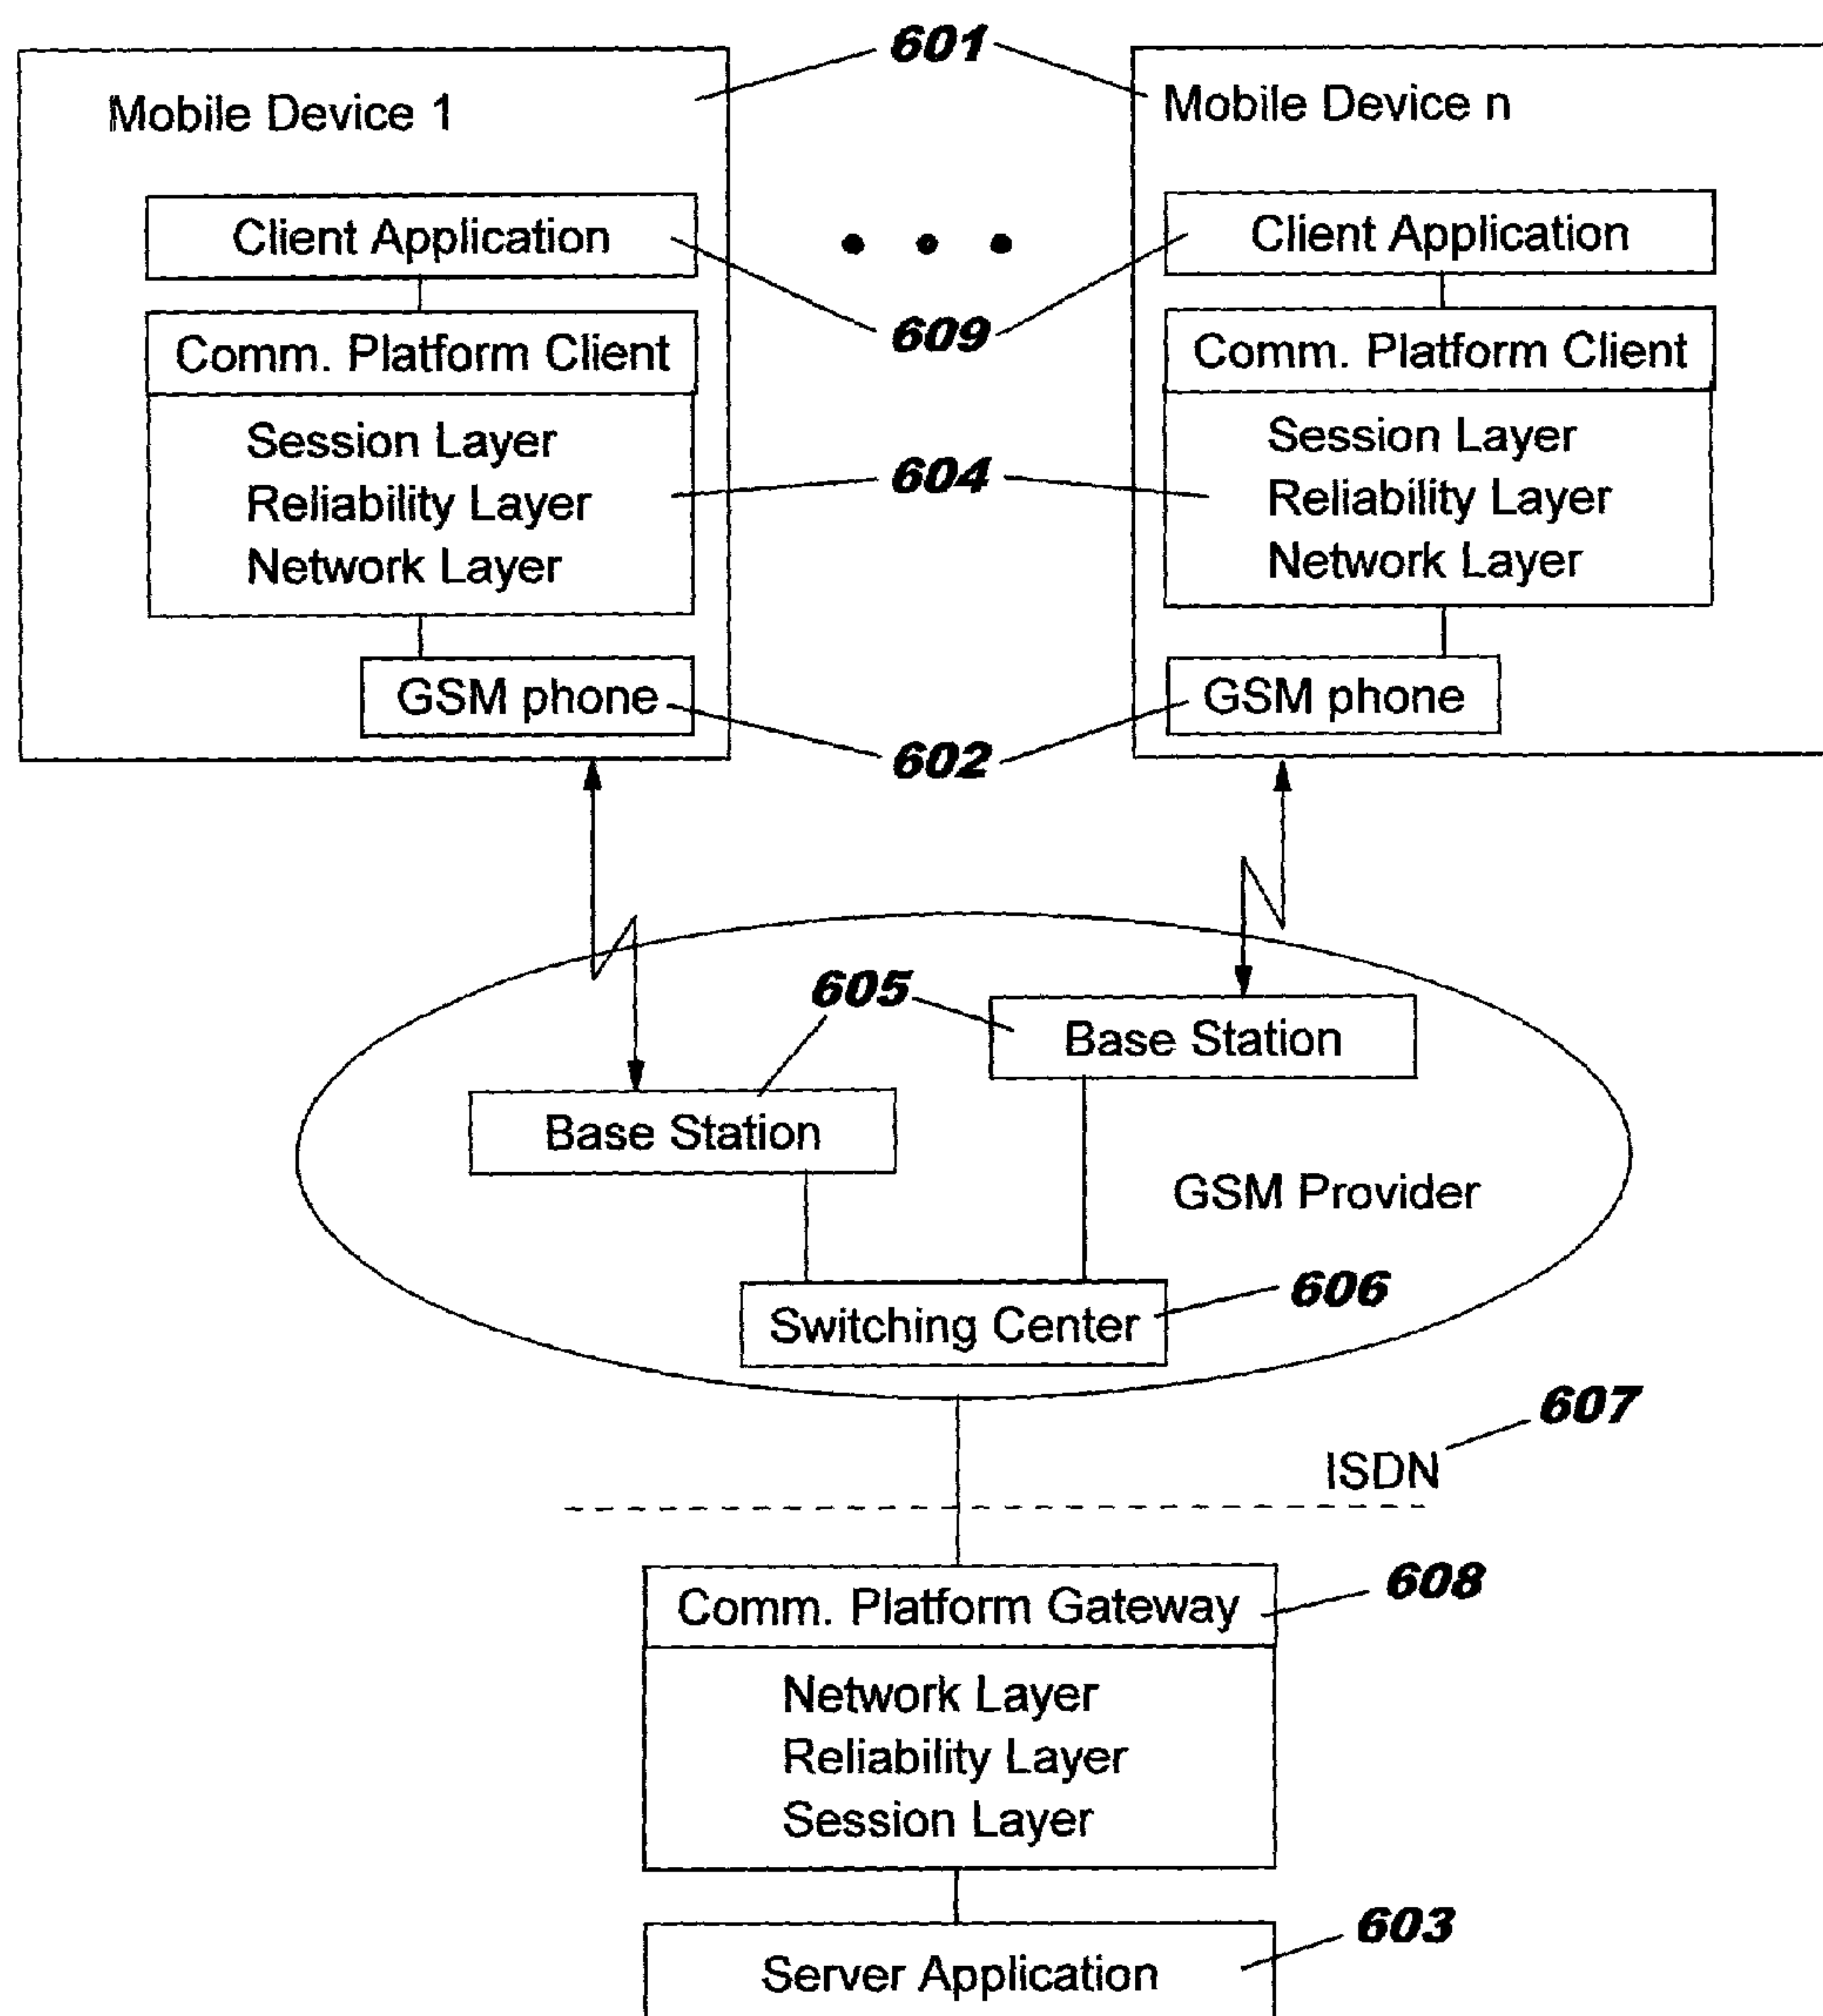 601
Mobile Device 1
Mobile Device n
Client Application
Client Application
609
Comm. Platform Client
Comm. Platform Client
Session Layer
Reliability Layer
Network Layer
604
Session Layer
Reliability Layer
Network Layer
GSM phone
GSM phone
602
605
Base Station
Base Station
GSM Provider
606
Switching Center
607
ISDN
608
Comm. Platform Gateway
Network Layer
Reliability Layer
Session Layer
603
Server Application